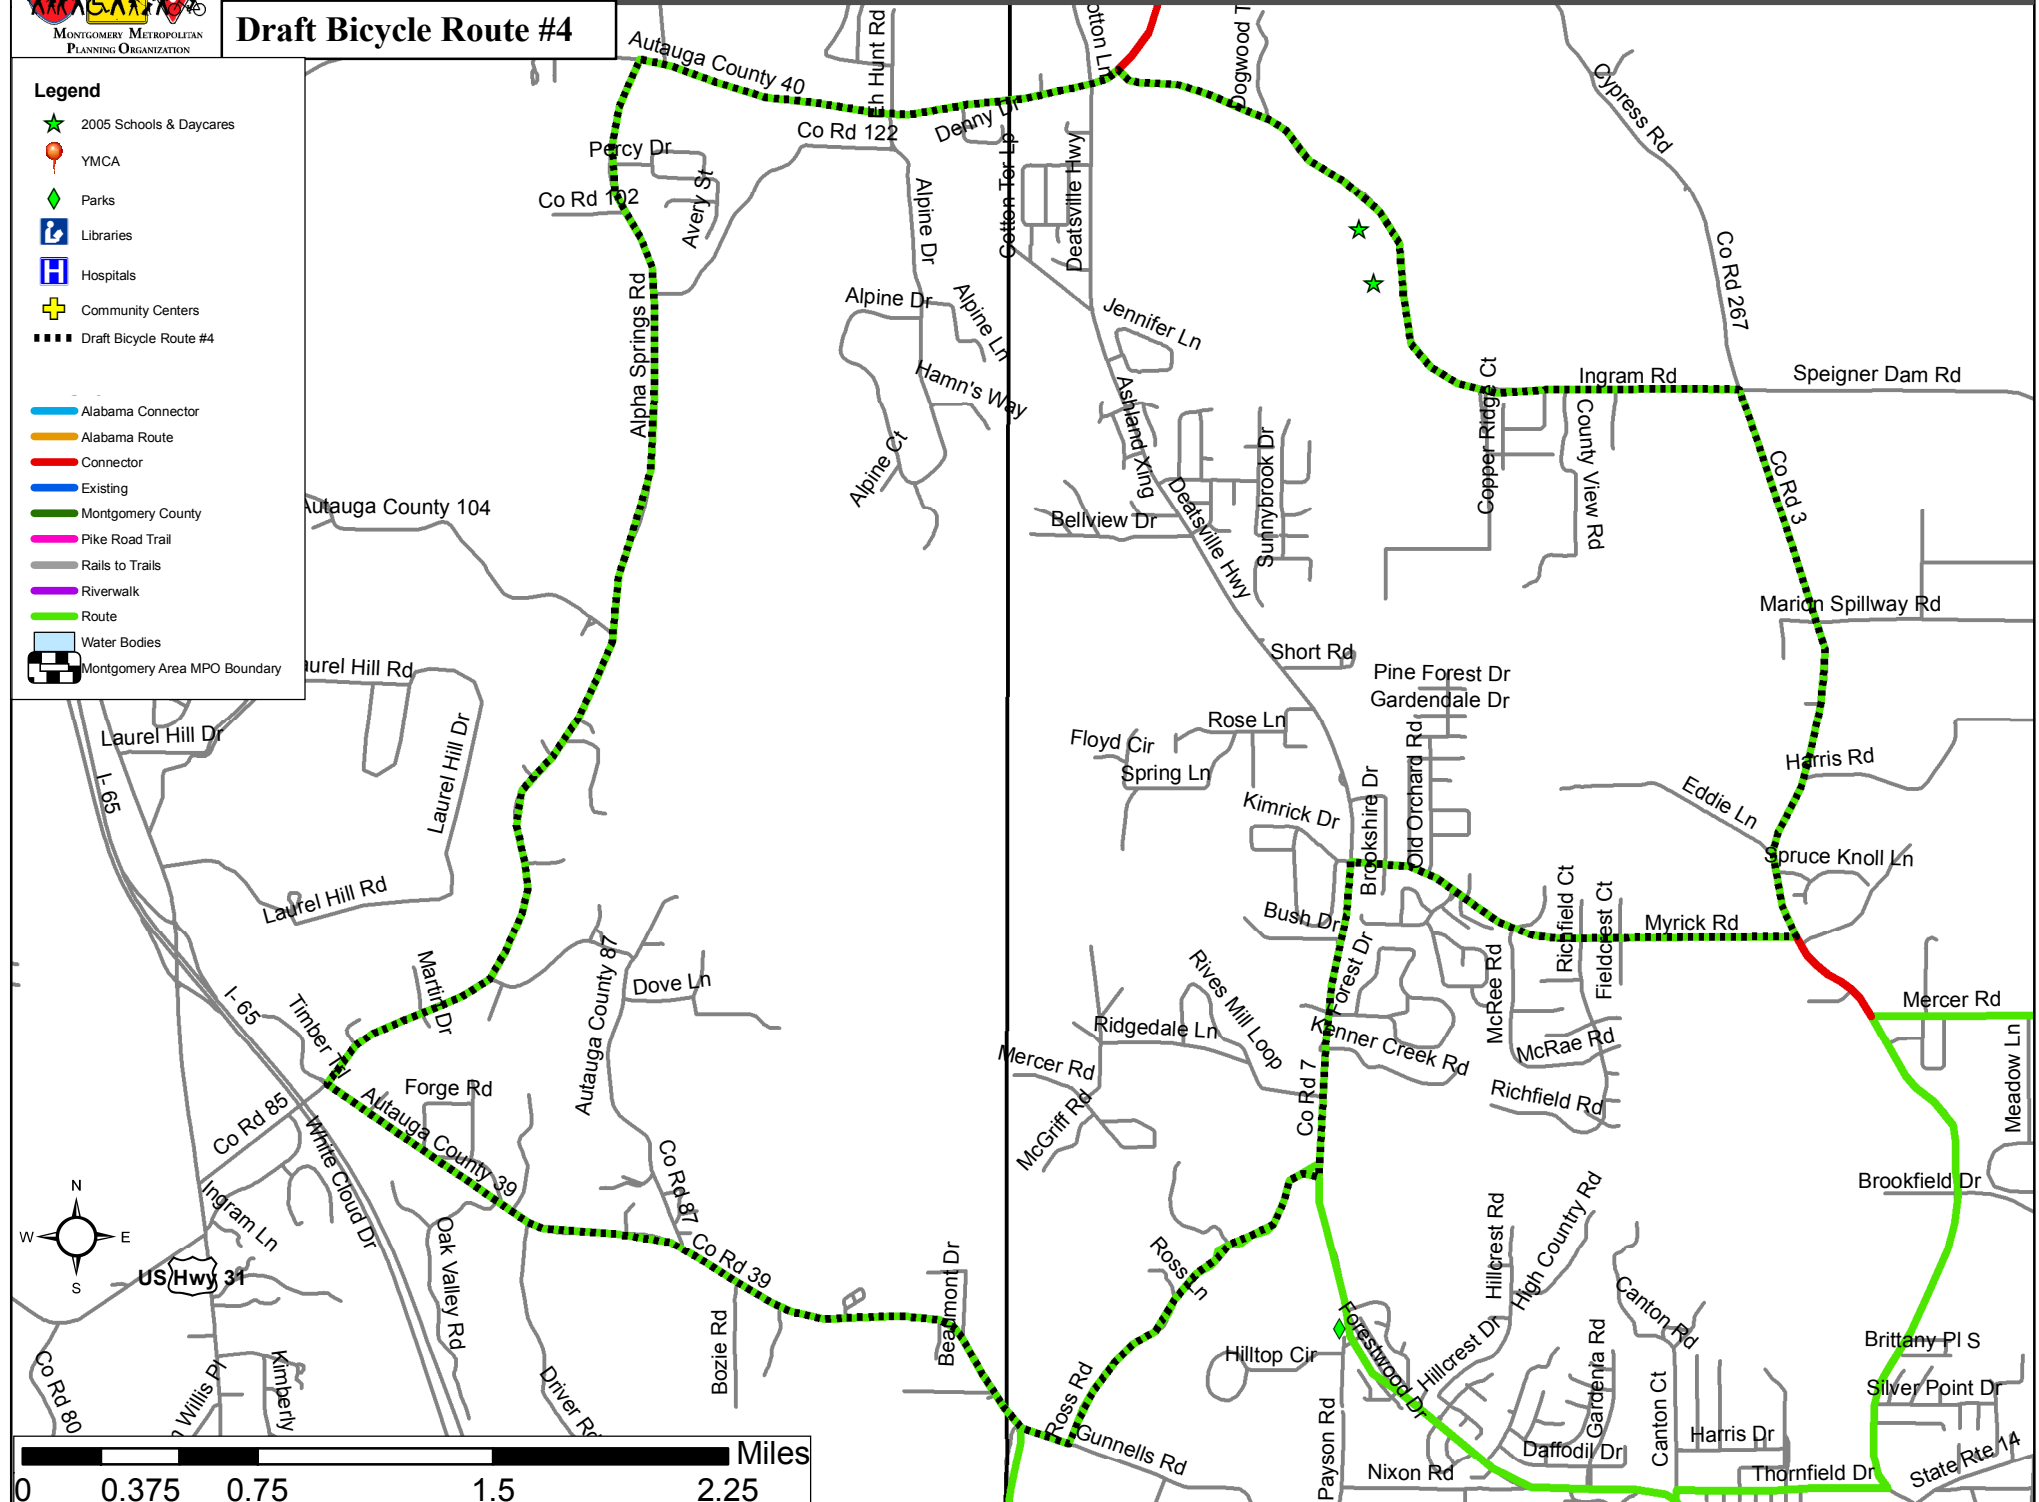 MONTGOMERY METROPOLITAN
PLANNING ORGANIZATION
Draft Bicycle Route #4
Legend
2005 Schools & Daycares
YMCA
Parks
Libraries
Hospitals
Community Centers
Draft Bicycle Route #4
Alabama Connector
Alabama Route
Connector
Existing
Montgomery County
Pike Road Trail
Rails to Trails
Riverwalk
Route
Water Bodies
Montgomery Area MPO Boundary
Autauga County 40
Eh Hunt Rd
otton Ln
Dogwood T
Cypress Rd
Co Rd 122
Denny Dr
Percy Dr
Co Rd 102
Avery St
Alpine Dr
Cotton Tor Lp
Deatsville Hwy
Co Rd 267
Alpha Springs Rd
Alpine Dr
Alpine Ln
Jennifer Ln
Hamn's Way
Ashland Xing
Copper Ridge Ct
Ingram Rd
Speigner Dam Rd
County View Rd
Co Rd 3
Alpine Ct
Sunnybrook Dr
Autauga County 104
Bellview Dr
Deatsville Hwy
Marion Spillway Rd
Short Rd
aurel Hill Rd
Pine Forest Dr
Gardendale Dr
Laurel Hill Dr
Laurel Hill Dr
Rose Ln
Floyd Cir
Spring Ln
Old Orchard Rd
Harris Rd
I- 65
Kimrick Dr
Brookshire Dr
Eddie Ln
Spruce Knoll Ln
Laurel Hill Rd
Bush Dr
Richfield Ct
Fieldcrest Ct
Myrick Rd
Autauga County 87
Martin Dr
Dove Ln
Forest Dr
Rives Mill Loop
McRee Rd
I- 65
Timber Trl
Mercer Rd
Ridgedale Ln
Kenner Creek Rd
McRae Rd
Meadow Ln
Mercer Rd
Forge Rd
Co Rd 85
Autauga County 39
Co Rd 7
McGriff Rd
Richfield Rd
White Cloud Dr
Co Rd 87
Brookfield Dr
Ingram Ln
N
W
E
S
US Hwy 31
Oak Valley Rd
Co Rd 39
Ross Ln
Hillcrest Rd
High Country Rd
Canton Rd
Beaumont Dr
Bozie Rd
Forestwood Dr
Hillcrest Dr
Gardenia Rd
Brittany Pl S
Hilltop Cir
Co Rd 80
n Willis Pl
Kimberly
Driver Rd
Ross Rd
Silver Point Dr
Payson Rd
Canton Ct
Harris Dr
Gunnells Rd
Daffodil Dr
Nixon Rd
Thornfield Dr
State Rte 14
Miles
0 0.375 0.75 1.5 2.25